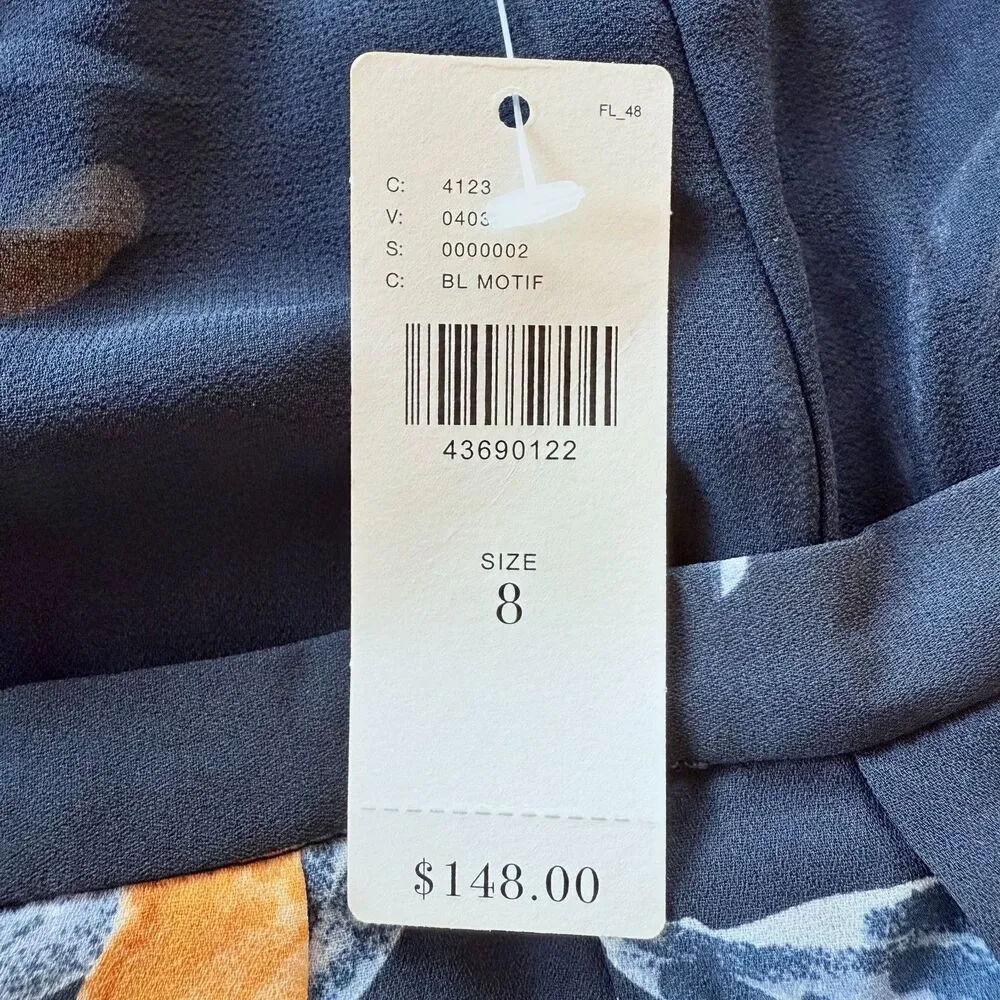 FL_48
C: 4123
V: 0403
S: 0000002
C: BL MOTIF
43690122
SIZE
8
$148.00